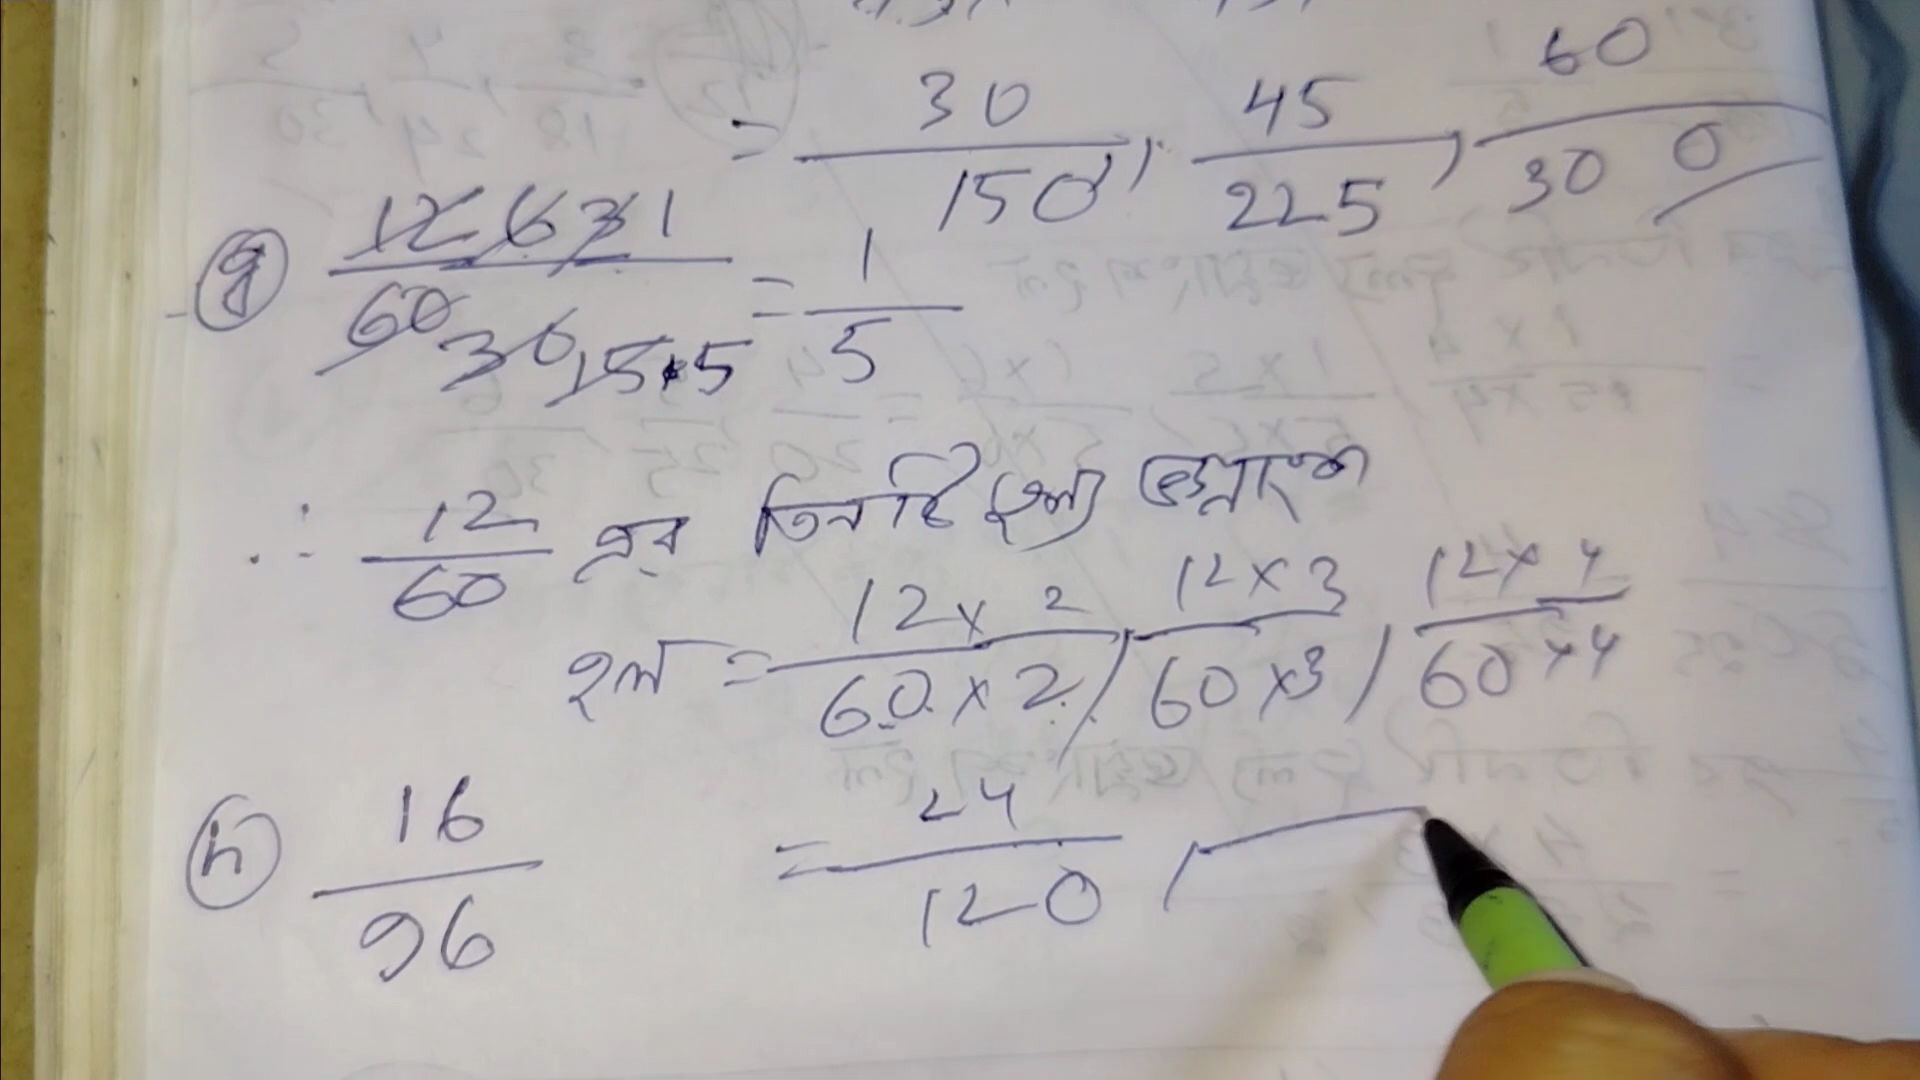 = 30/150, 45/225, 60/300
g 12 6 3 1 / 60 30 15 5 = 1/5
∴ 12/60 এর তিনটি তুল্য ভগ্নাংশ
হল = 12×2/60×2, 12×3/60×3, 12×4/60×4
h 16/96 = 24/120,